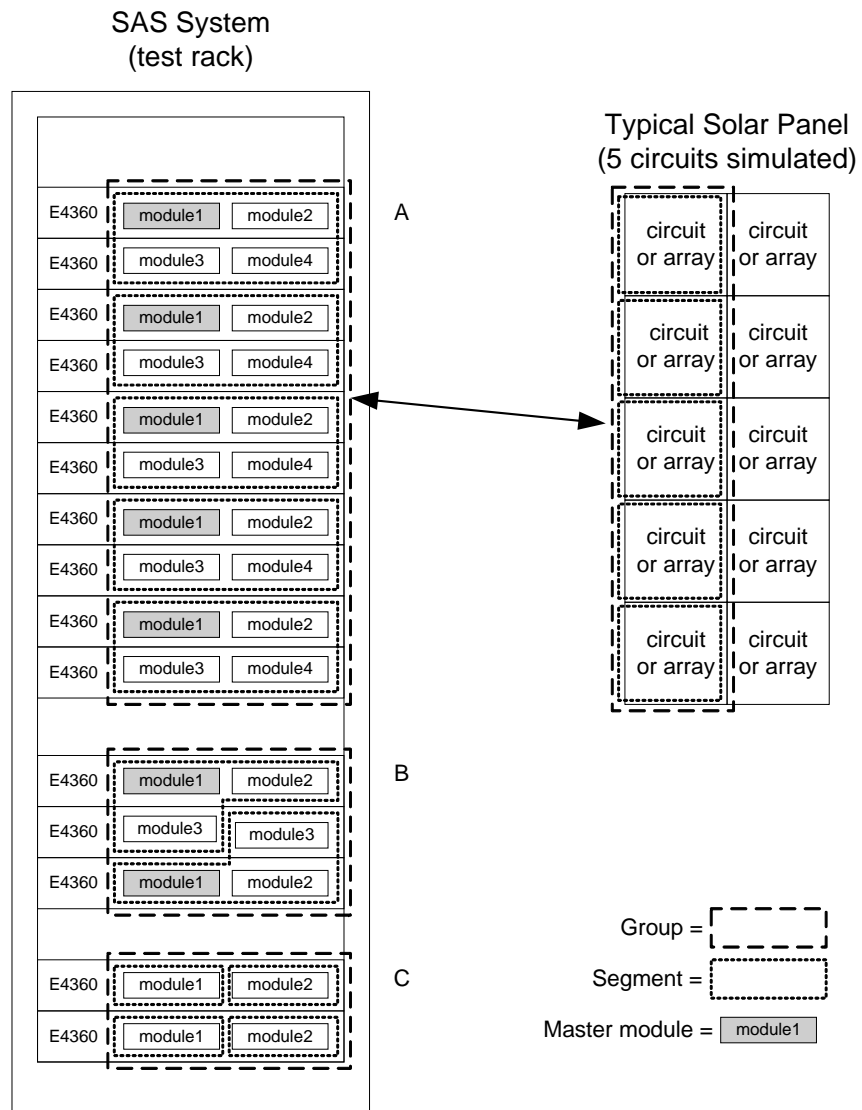 SAS System
(test rack)
Typical Solar Panel
(5 circuits simulated)
E4360 module1 module2 A
E4360 module3 module4
E4360 module1 module2
E4360 module3 module4
E4360 module1 module2
E4360 module3 module4
E4360 module1 module2
E4360 module3 module4
E4360 module1 module2
E4360 module3 module4
circuit circuit
or array or array
circuit circuit
or array or array
circuit circuit
or array or array
circuit circuit
or array or array
circuit circuit
or array or array
E4360 module1 module2 B
E4360 module3 module3
E4360 module1 module2
E4360 module1 module2 C
E4360 module1 module2
Group =
Segment =
Master module = module1